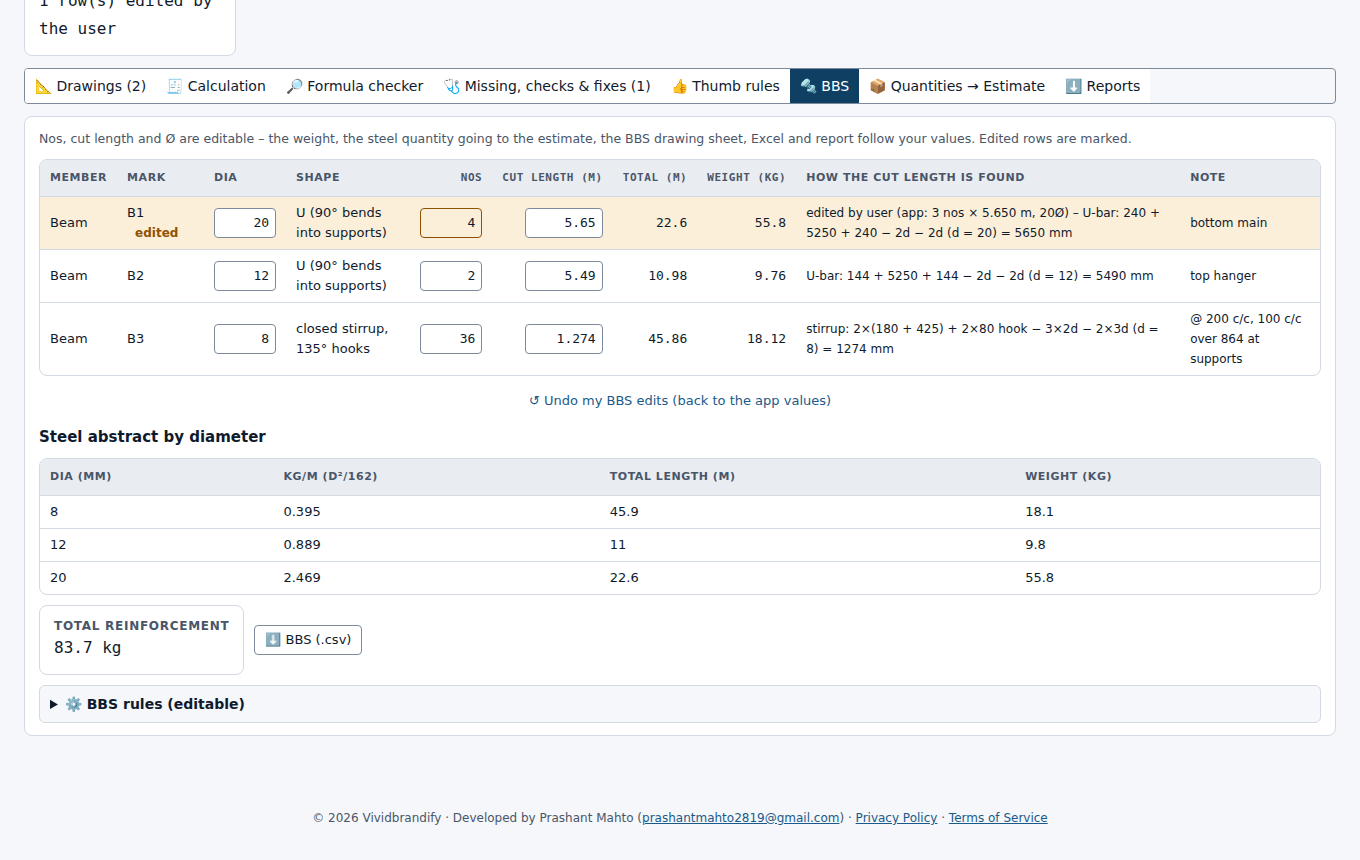 1 row(s) edited by
the user
📐 Drawings (2) 🧾 Calculation 🔎 Formula checker 🩺 Missing, checks & fixes (1) 👍 Thumb rules 🔩 BBS 📦 Quantities → Estimate ⬇️ Reports
Nos, cut length and Ø are editable – the weight, the steel quantity going to the estimate, the BBS drawing sheet, Excel and report follow your values. Edited rows are marked.
MEMBER MARK DIA SHAPE NOS CUT LENGTH (M) TOTAL (M) WEIGHT (KG) HOW THE CUT LENGTH IS FOUND NOTE
Beam B1 edited 20 U (90° bends into supports) 4 5.65 22.6 55.8 edited by user (app: 3 nos × 5.650 m, 20Ø) – U-bar: 240 + 5250 + 240 − 2d − 2d (d = 20) = 5650 mm bottom main
Beam B2 12 U (90° bends into supports) 2 5.49 10.98 9.76 U-bar: 144 + 5250 + 144 − 2d − 2d (d = 12) = 5490 mm top hanger
Beam B3 8 closed stirrup, 135° hooks 36 1.274 45.86 18.12 stirrup: 2×(180 + 425) + 2×80 hook − 3×2d − 2×3d (d = 8) = 1274 mm @ 200 c/c, 100 c/c over 864 at supports
↺ Undo my BBS edits (back to the app values)
Steel abstract by diameter
DIA (MM) KG/M (D²/162) TOTAL LENGTH (M) WEIGHT (KG)
8 0.395 45.9 18.1
12 0.889 11 9.8
20 2.469 22.6 55.8
TOTAL REINFORCEMENT
83.7 kg
⬇️ BBS (.csv)
▶ ⚙️ BBS rules (editable)
© 2026 Vividbrandify · Developed by Prashant Mahto (prashantmahto2819@gmail.com) · Privacy Policy · Terms of Service